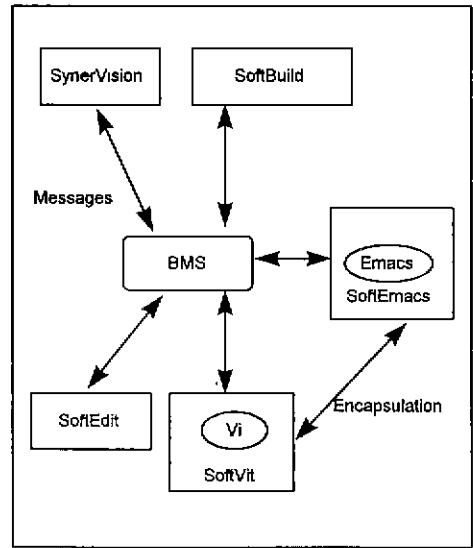 SynerVision
SoftBuild
Messages
BMS
Emacs
SoftEmacs
Encapsulation
SoftEdit
Vi
SoftVit